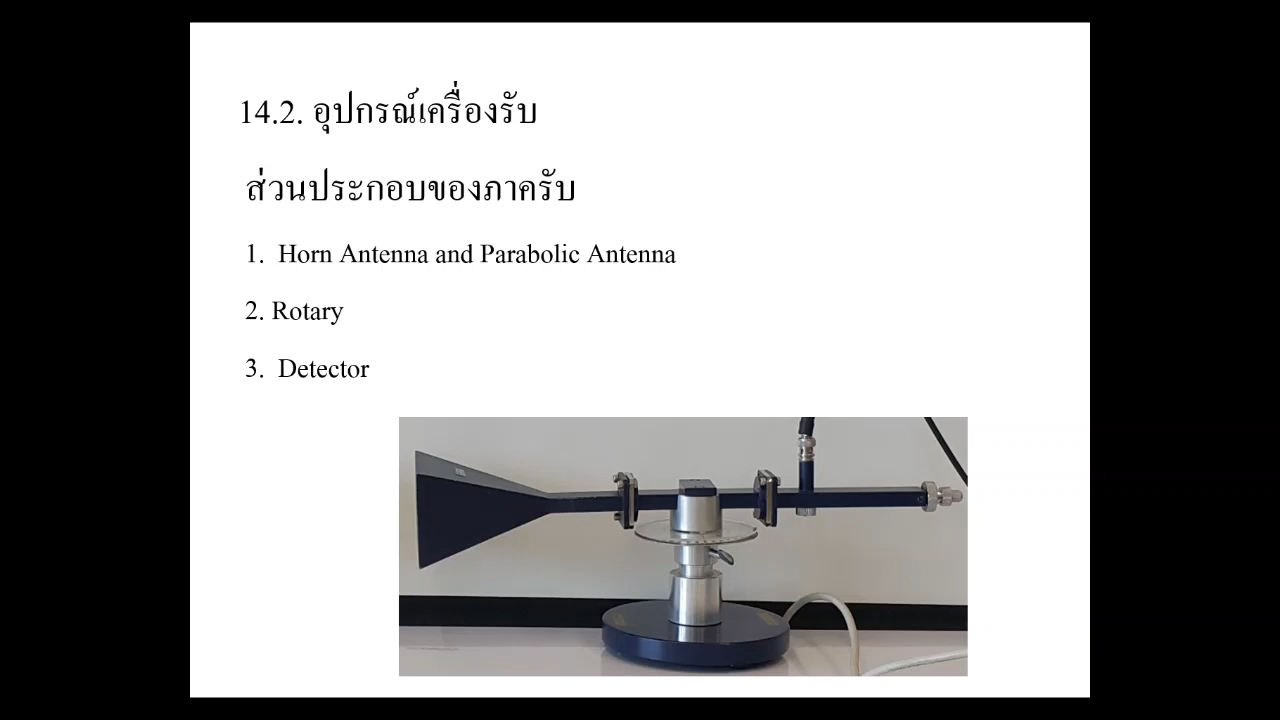 14.2. อุปกรณ์เครื่องรับ
ส่วนประกอบของภาครับ
1. Horn Antenna and Parabolic Antenna
2. Rotary
3. Detector